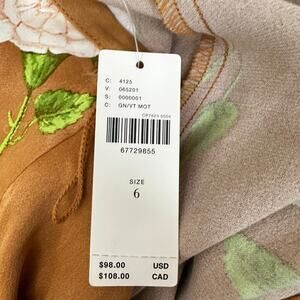 C: 4125
V: 065201
S: 0000001
C: GN/VT MOT
67729855
SIZE
6
$98.00 USD
$108.00 CAD